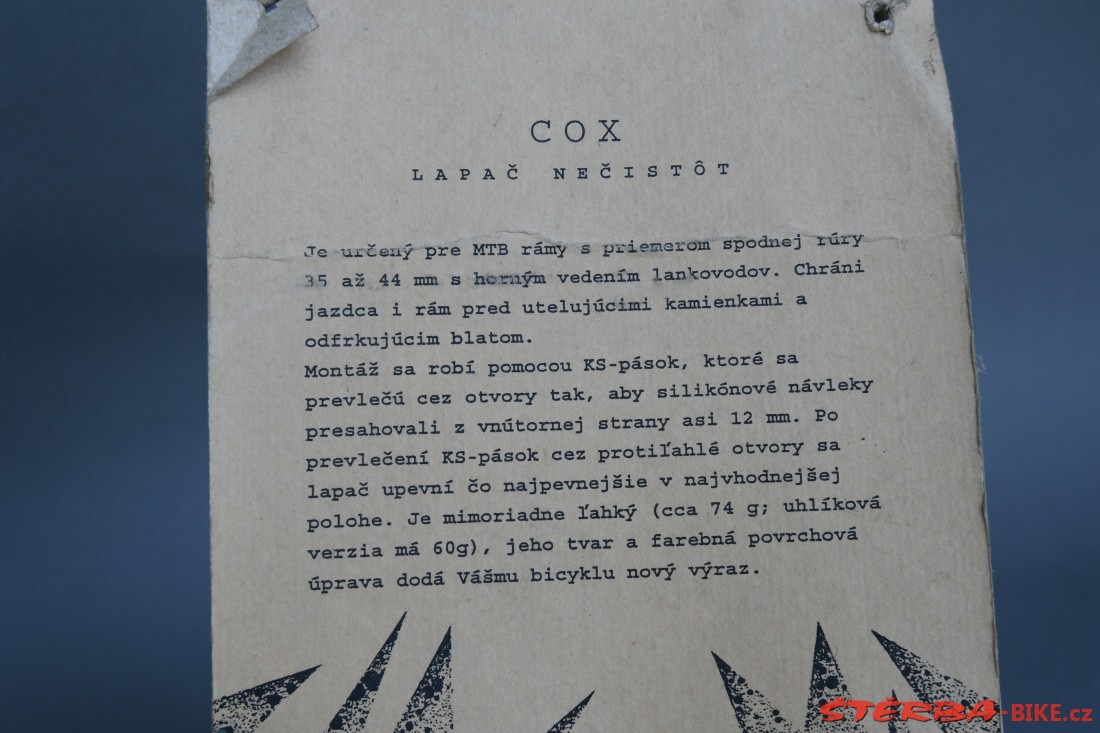 COX
LAPAČ NEČISTÔT
Je určený pre MTB rámy s priemerom spodnej rúry
35 až 44 mm s horným vedením lankovodov. Chráni
jazdca i rám pred utelujúcimi kamienkami a
odfrkujúcim blatom.
Montáž sa robí pomocou KS-pások, ktoré sa
prevlečú cez otvory tak, aby silikónové návleky
presahovali z vnútornej strany asi 12 mm. Po
prevlečení KS-pások cez protiľahlé otvory sa
lapač upevní čo najpevnejšie v najvhodnejšej
polohe. Je mimoriadne ľahký (cca 74 g; uhlíková
verzia má 60g), jeho tvar a farebná povrchová
úprava dodá Vášmu bicyklu nový výraz.
ŠTĚRBA-BIKE.cz